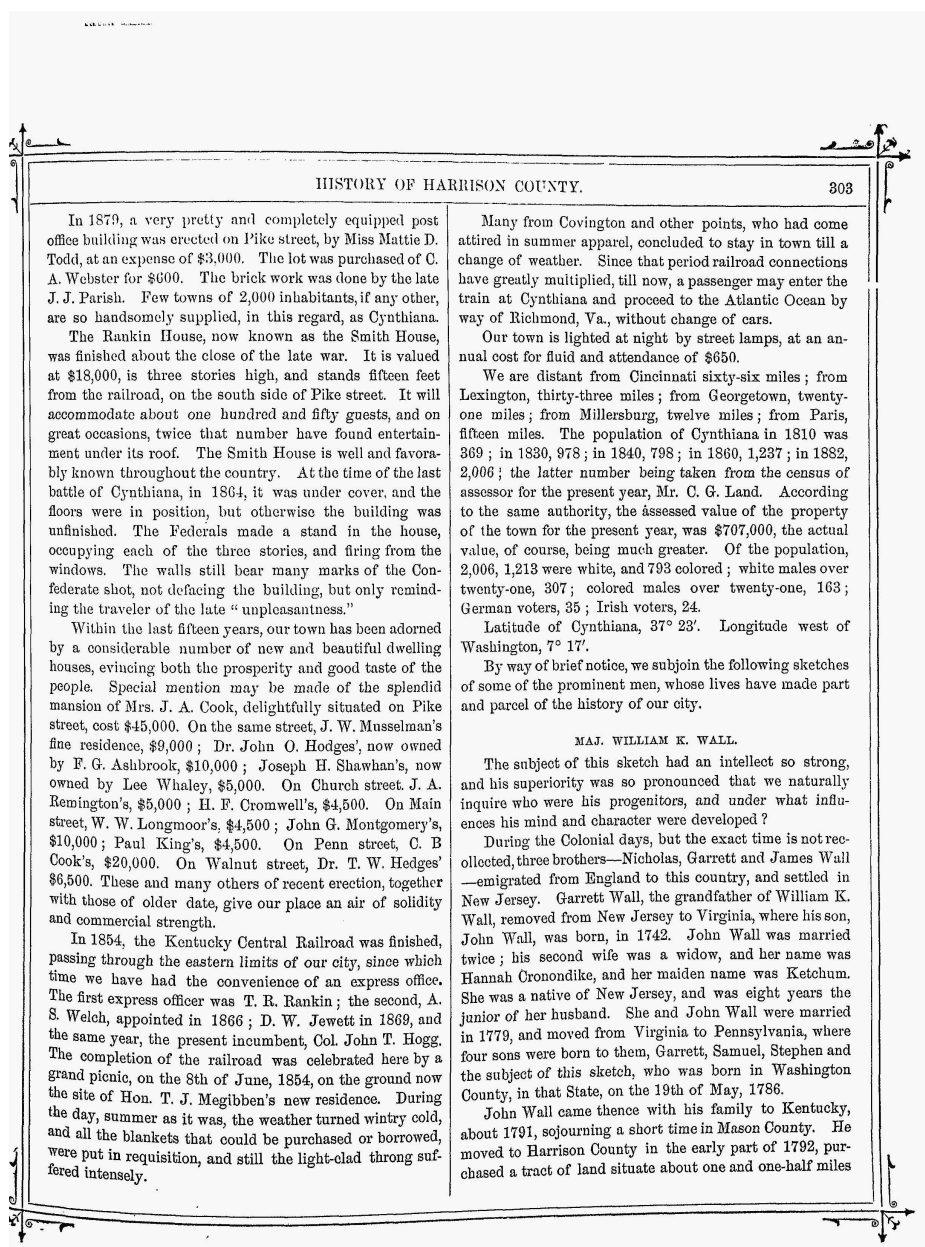 HISTORY OF HARRISON COUNTY.
303
In 1879, a very pretty and completely equipped post
office building was erected on Pike street, by Miss Mattie D.
Todd, at an expense of $3,000. The lot was purchased of C.
A. Webster for $600. The brick work was done by the late
J. J. Parish. Few towns of 2,000 inhabitants, if any other,
are so handsomely supplied, in this regard, as Cynthiana.
The Rankin House, now known as the Smith House,
was finished about the close of the late war. It is valued
at $18,000, is three stories high, and stands fifteen feet
from the railroad, on the south side of Pike street. It will
accommodate about one hundred and fifty guests, and on
great occasions, twice that number have found entertain-
ment under its roof. The Smith House is well and favora-
bly known throughout the country. At the time of the last
battle of Cynthiana, in 1864, it was under cover, and the
floors were in position, but otherwise the building was
unfinished. The Federals made a stand in the house,
occupying each of the three stories, and firing from the
windows. The walls still bear many marks of the Con-
federate shot, not defacing the building, but only remind-
ing the traveler of the late “ unpleasantness.”
Within the last fifteen years, our town has been adorned
by a considerable number of new and beautiful dwelling
houses, evincing both the prosperity and good taste of the
people. Special mention may be made of the splendid
mansion of Mrs. J. A. Cook, delightfully situated on Pike
street, cost $45,000. On the same street, J. W. Musselman's
fine residence, $9,000 ; Dr. John O. Hodges', now owned
by F. G. Ashbrook, $10,000 ; Joseph H. Shawhan's, now
owned by Lee Whaley, $5,000. On Church street. J. A.
Remington's, $5,000 ; H. F. Cromwell's, $4,500. On Main
street, W. W. Longmoor's, $4,500 ; John G. Montgomery's,
$10,000 ; Paul King's, $4,500. On Penn street, C. B
Cook's, $20,000. On Walnut street, Dr. T. W. Hedges'
$6,500. These and many others of recent erection, together
with those of older date, give our place an air of solidity
and commercial strength.
In 1854, the Kentucky Central Railroad was finished,
passing through the eastern limits of our city, since which
time we have had the convenience of an express office.
The first express officer was T. R. Rankin ; the second, A.
S. Welch, appointed in 1866 ; D. W. Jewett in 1869, and
the same year, the present incumbent, Col. John T. Hogg.
The completion of the railroad was celebrated here by a
grand picnic, on the 8th of June, 1854, on the ground now
the site of Hon. T. J. Megibben's new residence. During
the day, summer as it was, the weather turned wintry cold,
and all the blankets that could be purchased or borrowed,
were put in requisition, and still the light-clad throng suf-
fered intensely.
Many from Covington and other points, who had come
attired in summer apparel, concluded to stay in town till a
change of weather. Since that period railroad connections
have greatly multiplied, till now, a passenger may enter the
train at Cynthiana and proceed to the Atlantic Ocean by
way of Richmond, Va., without change of cars.
Our town is lighted at night by street lamps, at an an-
nual cost for fluid and attendance of $650.
We are distant from Cincinnati sixty-six miles ; from
Lexington, thirty-three miles ; from Georgetown, twenty-
one miles ; from Millersburg, twelve miles ; from Paris,
fifteen miles. The population of Cynthiana in 1810 was
369 ; in 1830, 978 ; in 1840, 798 ; in 1860, 1,237 ; in 1882,
2,006 ; the latter number being taken from the census of
assessor for the present year, Mr. C. G. Land. According
to the same authority, the assessed value of the property
of the town for the present year, was $707,000, the actual
value, of course, being much greater. Of the population,
2,006, 1,213 were white, and 793 colored ; white males over
twenty-one, 307 ; colored males over twenty-one, 163 ;
German voters, 35 ; Irish voters, 24.
Latitude of Cynthiana, 37° 23′. Longitude west of
Washington, 7° 17′.
By way of brief notice, we subjoin the following sketches
of some of the prominent men, whose lives have made part
and parcel of the history of our city.
MAJ. WILLIAM K. WALL.
The subject of this sketch had an intellect so strong,
and his superiority was so pronounced that we naturally
inquire who were his progenitors, and under what influ-
ences his mind and character were developed ?
During the Colonial days, but the exact time is not rec-
ollected, three brothers—Nicholas, Garrett and James Wall
—emigrated from England to this country, and settled in
New Jersey. Garrett Wall, the grandfather of William K.
Wall, removed from New Jersey to Virginia, where his son,
John Wall, was born, in 1742. John Wall was married
twice ; his second wife was a widow, and her name was
Hannah Cronondike, and her maiden name was Ketchum.
She was a native of New Jersey, and was eight years the
junior of her husband. She and John Wall were married
in 1779, and moved from Virginia to Pennsylvania, where
four sons were born to them, Garrett, Samuel, Stephen and
the subject of this sketch, who was born in Washington
County, in that State, on the 19th of May, 1786.
John Wall came thence with his family to Kentucky,
about 1791, sojourning a short time in Mason County. He
moved to Harrison County in the early part of 1792, pur-
chased a tract of land situate about one and one-half miles